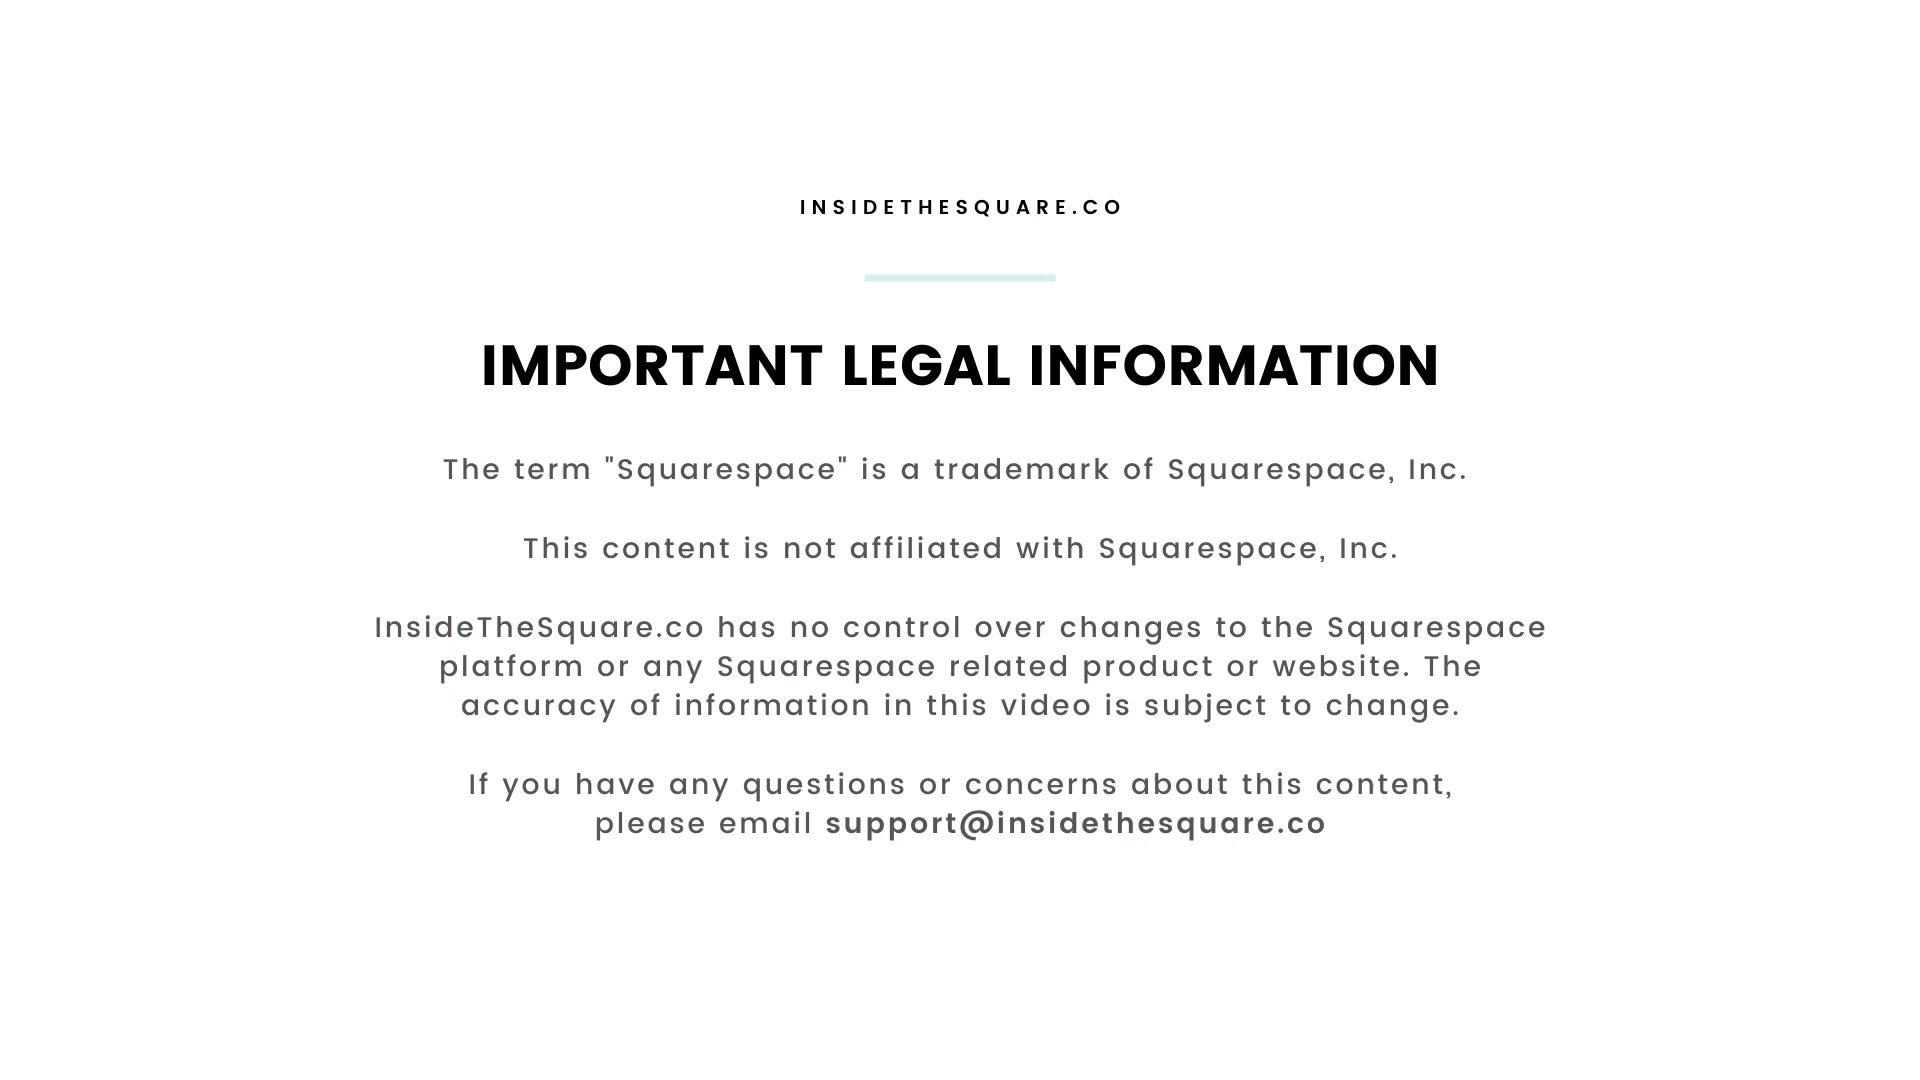 INSIDETHESQUARE.CO
IMPORTANT LEGAL INFORMATION
The term "Squarespace" is a trademark of Squarespace, Inc.
This content is not affiliated with Squarespace, Inc.
InsideTheSquare.co has no control over changes to the Squarespace
platform or any Squarespace related product or website. The
accuracy of information in this video is subject to change.
If you have any questions or concerns about this content,
please email support@insidethesquare.co